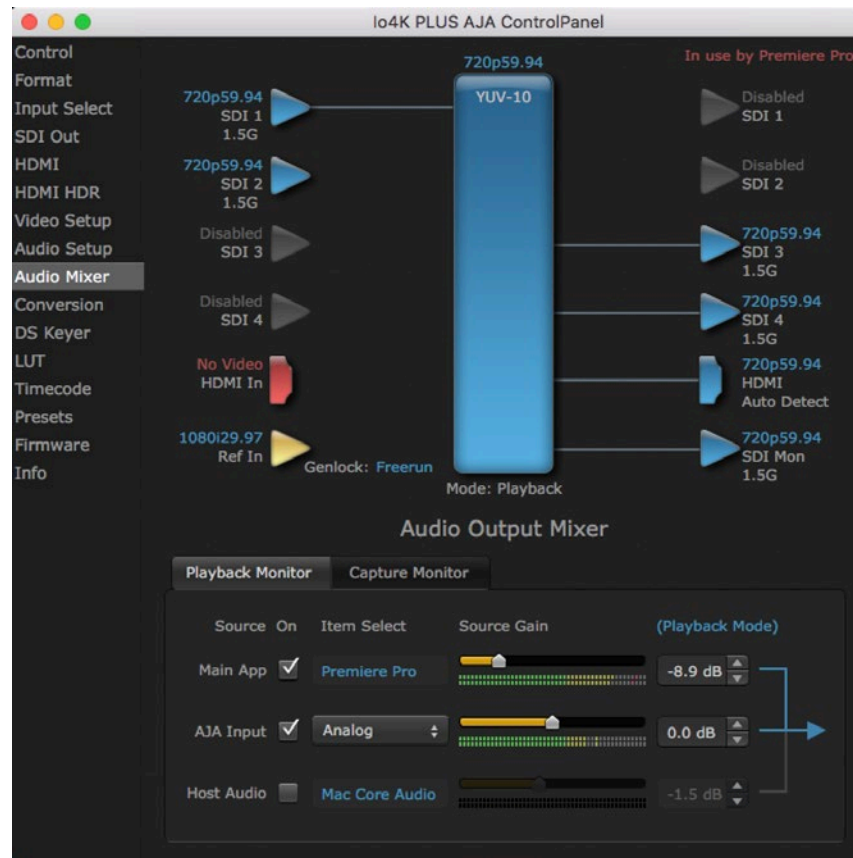 Io4K PLUS AJA ControlPanel
Control
Format
Input Select
SDI Out
HDMI
HDMI HDR
Video Setup
Audio Setup
Audio Mixer
Conversion
DS Keyer
LUT
Timecode
Presets
Firmware
Info
720p59.94
In use by Premiere Pro
YUV-10
720p59.94
SDI 1
1.5G
720p59.94
SDI 2
1.5G
Disabled
SDI 3
Disabled
SDI 4
No Video
HDMI In
1080i29.97
Ref In
Genlock: Freerun
Mode: Playback
Disabled
SDI 1
Disabled
SDI 2
720p59.94
SDI 3
1.5G
720p59.94
SDI 4
1.5G
720p59.94
HDMI
Auto Detect
720p59.94
SDI Mon
1.5G
Audio Output Mixer
Playback Monitor Capture Monitor
Source On Item Select Source Gain (Playback Mode)
Main App Premiere Pro -8.9 dB
AJA Input Analog 0.0 dB
Host Audio Mac Core Audio -1.5 dB